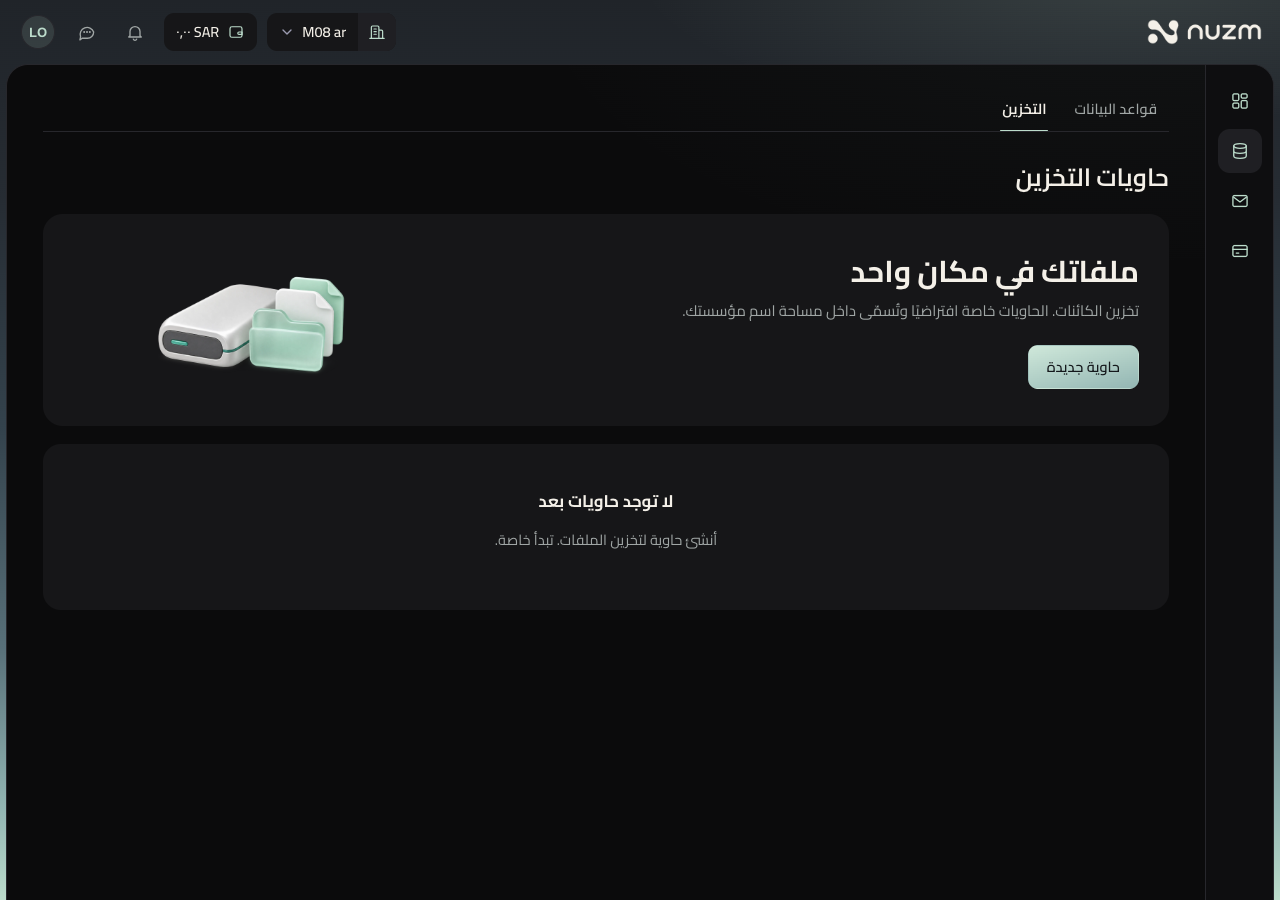 nuzm
M08 ar
٠٫٠٠ SAR
LO
قواعد البيانات
التخزين
حاويات التخزين
ملفاتك في مكان واحد
تخزين الكائنات. الحاويات خاصة افتراضيًا وتُسمّى داخل مساحة اسم مؤسستك.
حاوية جديدة
لا توجد حاويات بعد
أنشئ حاوية لتخزين الملفات. تبدأ خاصة.